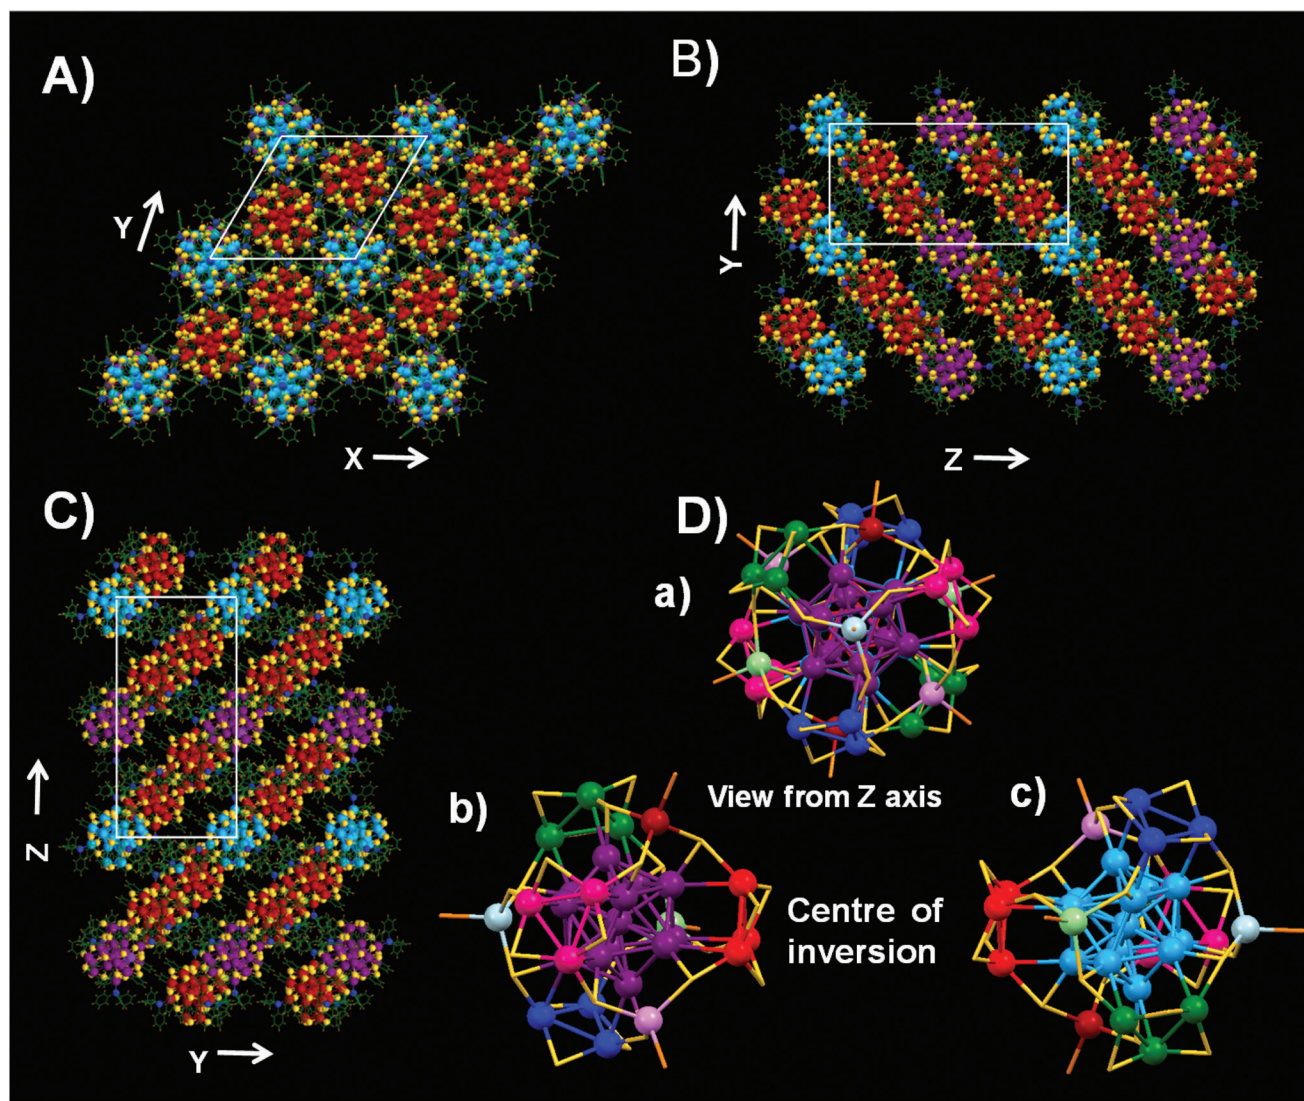 A)
B)
Y
Y
X
Z
C)
D)
a)
View from Z axis
b)
c)
Centre of
inversion
Z
Y